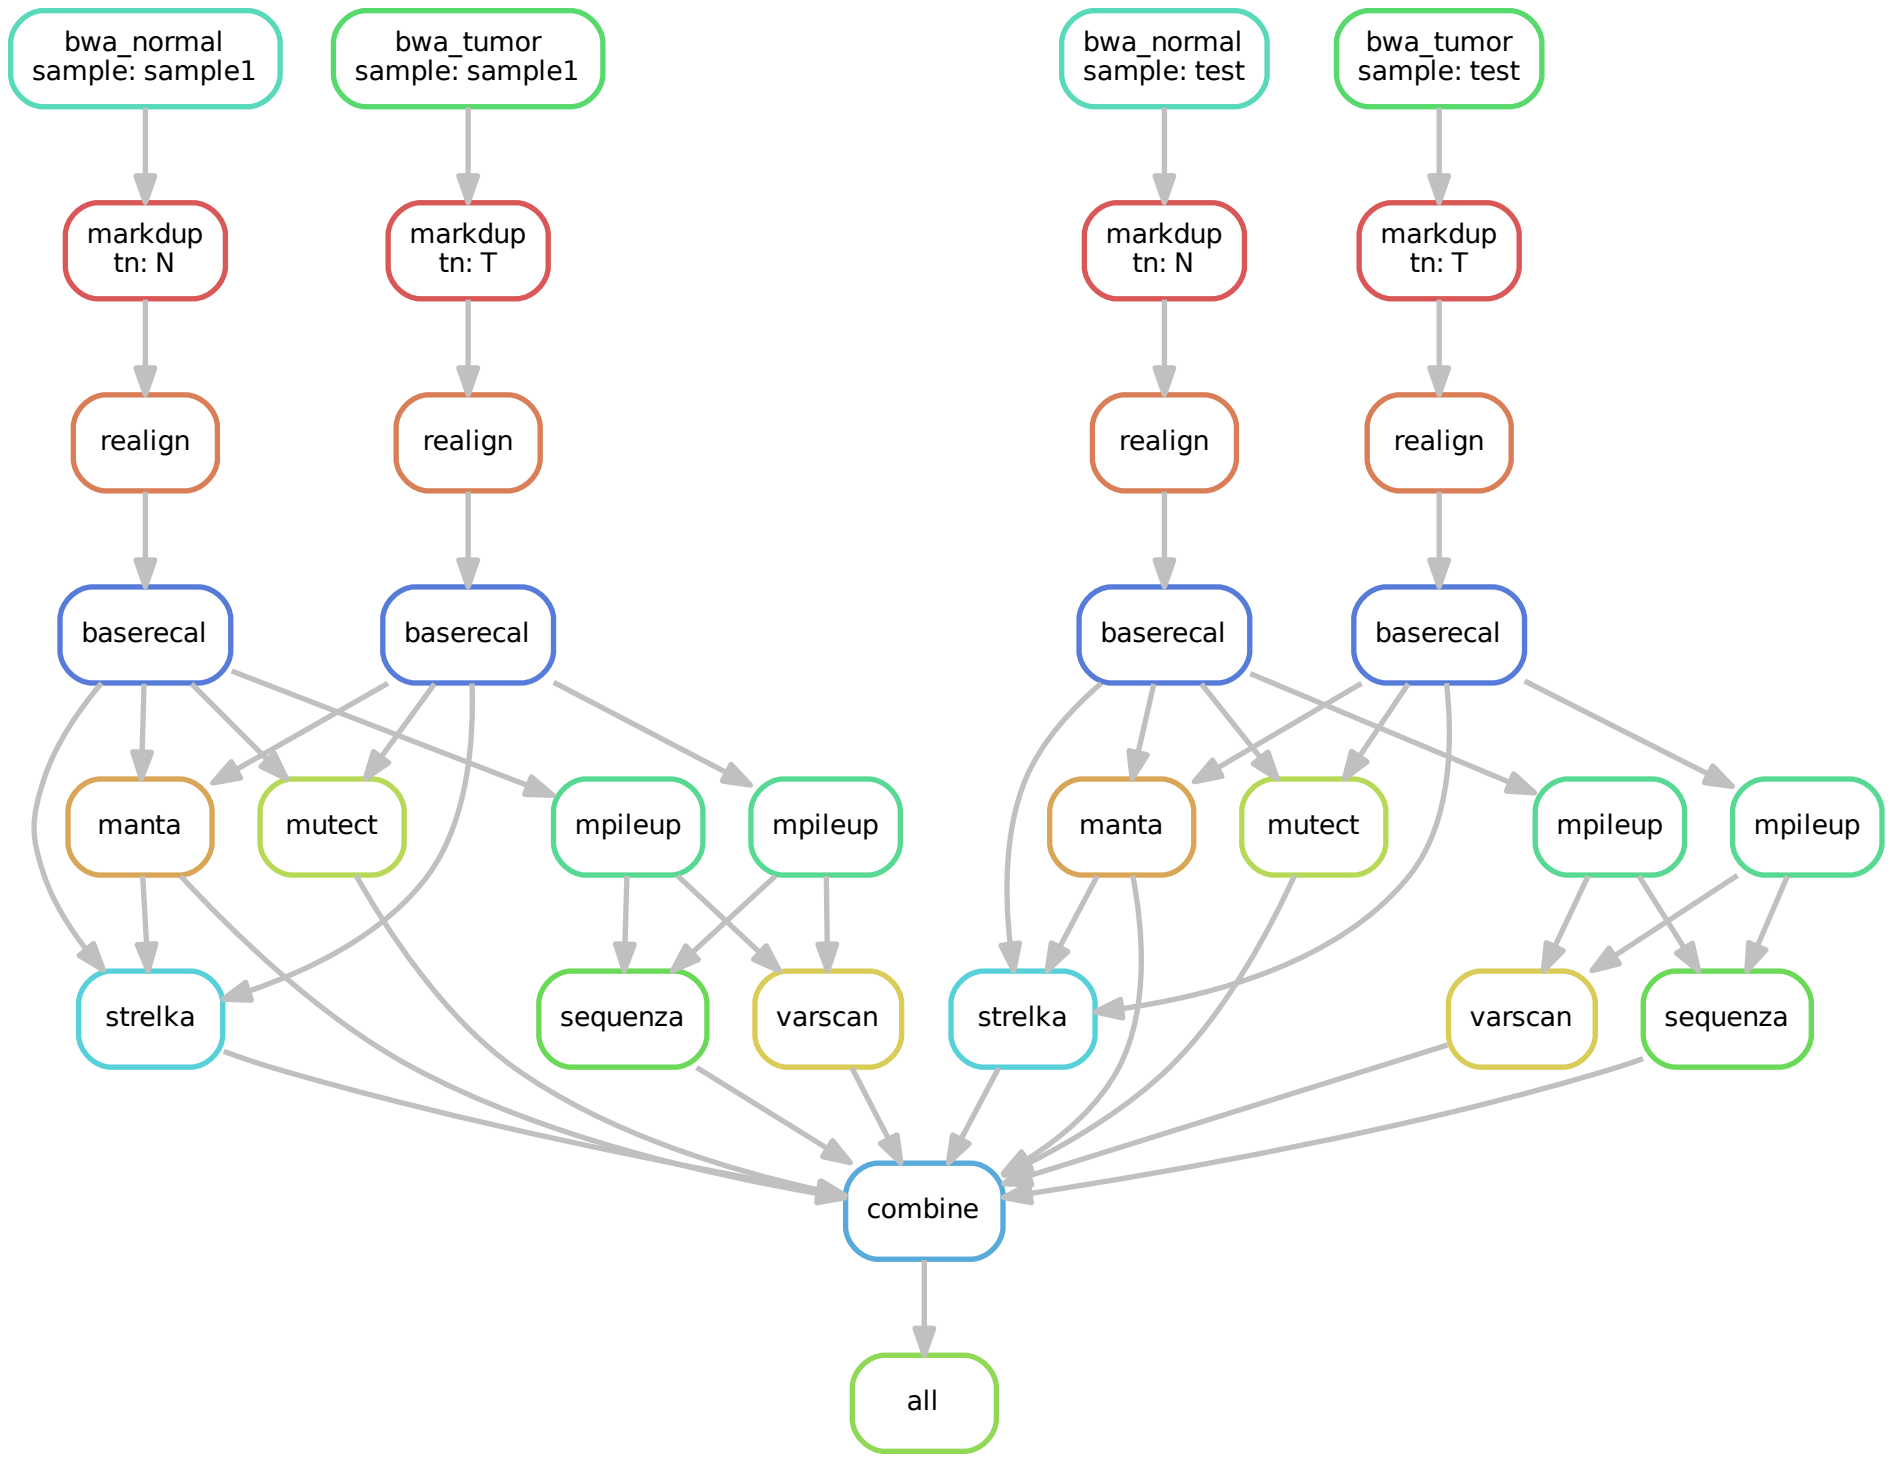 bwa_normal
sample: sample1
bwa_tumor
sample: sample1
bwa_normal
sample: test
bwa_tumor
sample: test
markdup
tn: N
markdup
tn: T
markdup
tn: N
markdup
tn: T
realign
realign
realign
realign
baserecal
baserecal
baserecal
baserecal
manta
mutect
mpileup
mpileup
manta
mutect
mpileup
mpileup
strelka
sequenza
varscan
strelka
varscan
sequenza
combine
all